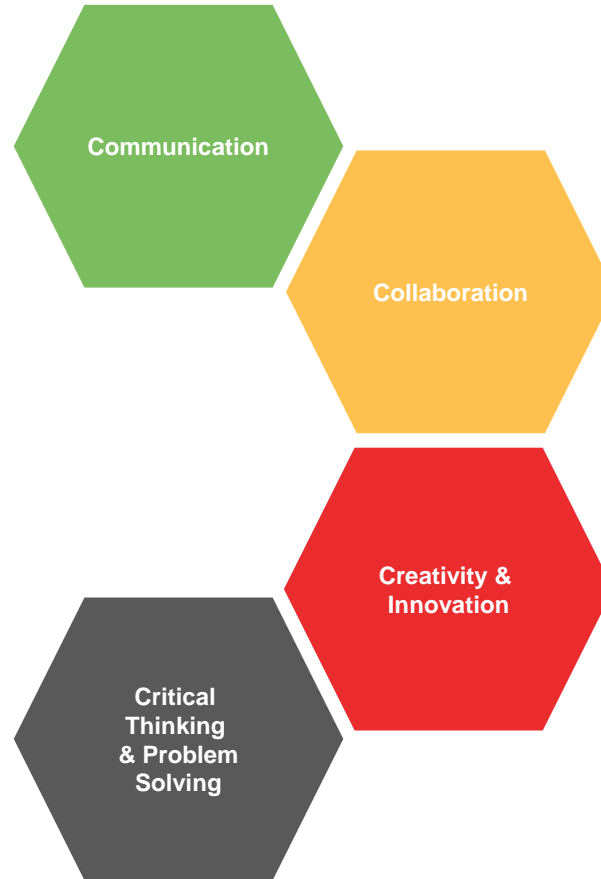 Communication
Collaboration
Creativity &
Innovation
Critical
Thinking
& Problem
Solving